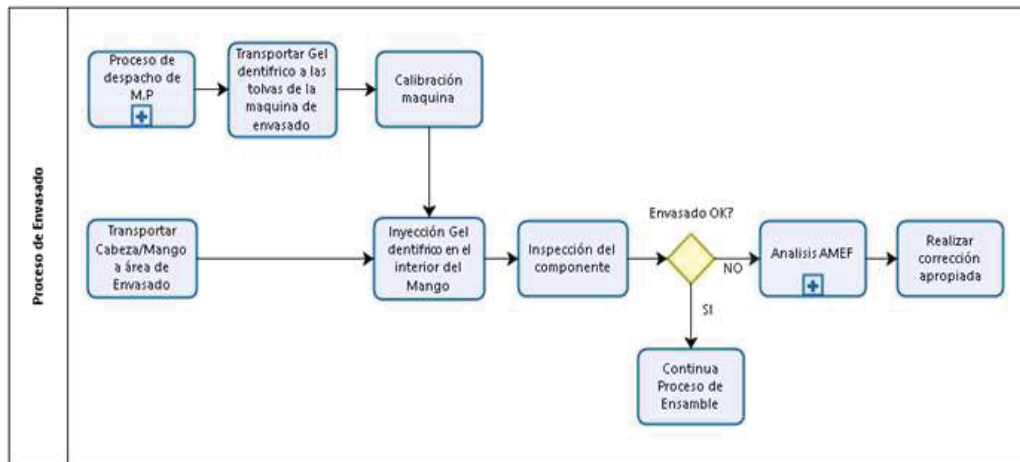 Proceso de Envasado
Proceso de
despacho de
M.P
Transportar Gel
dentífrico a las
tolvas de la
maquina de
envasado
Calibración
maquina
Transportar
Cabeza/Mango
a área de
Envasado
Inyección Gel
dentífrico en el
interior del
Mango
Inspección del
componente
Envasado OK?
NO
SI
Analisis AMEF
Realizar
corrección
apropiada
Continua
Proceso de
Ensamble